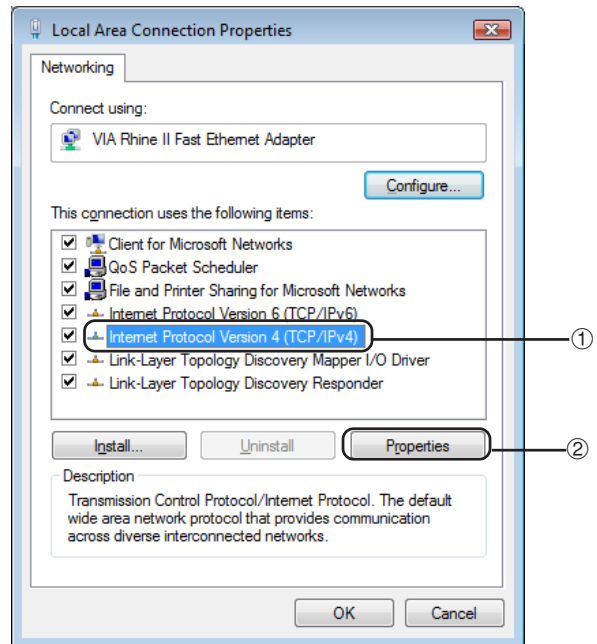 Local Area Connection Properties
Networking
Connect using:
VIA Rhine II Fast Ethernet Adapter
Configure...
This connection uses the following items:
Client for Microsoft Networks
QoS Packet Scheduler
File and Printer Sharing for Microsoft Networks
Internet Protocol Version 6 (TCP/IPv6)
Internet Protocol Version 4 (TCP/IPv4)
①
Link-Layer Topology Discovery Mapper I/O Driver
Link-Layer Topology Discovery Responder
Install...
Uninstall
Properties
②
Description
Transmission Control Protocol/Internet Protocol. The default
wide area network protocol that provides communication
across diverse interconnected networks.
OK
Cancel